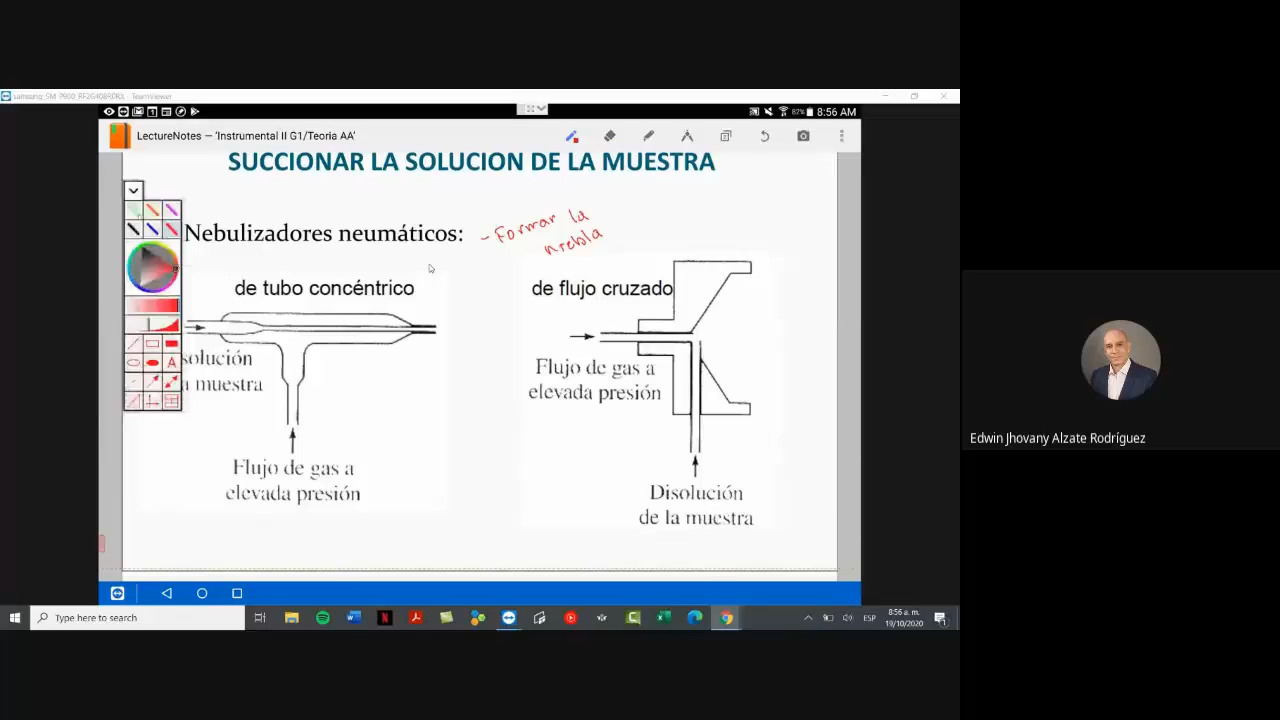 8:56 AM
82%
LectureNotes — 'Instrumental II G1/Teoria AA'
SUCCIONAR LA SOLUCION DE LA MUESTRA
Nebulizadores neumáticos:
- Formar la
niebla
de tubo concéntrico
de flujo cruzado
solución
a muestra
Flujo de gas a
elevada presión
Flujo de gas a
elevada presión
Disolución
de la muestra
Edwin Jhovany Alzate Rodríguez
Type here to search
ESP
8:56 a. m.
19/10/2020